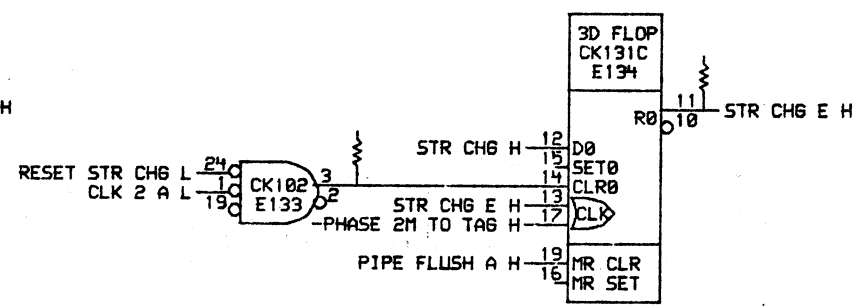 3D FLOP
CK131C
E134
H
11
STR CHG E H
R0
10
STR CHG H
12
D0
15
SET0
RESET STR CHG L
24
3
14
CLR0
CLK 2 A L
1
CK102
2
STR CHG E H
13
CLK
19
E133
-PHASE 2M TO TAG H
17
PIPE FLUSH A H
19
MR CLR
16
MR SET